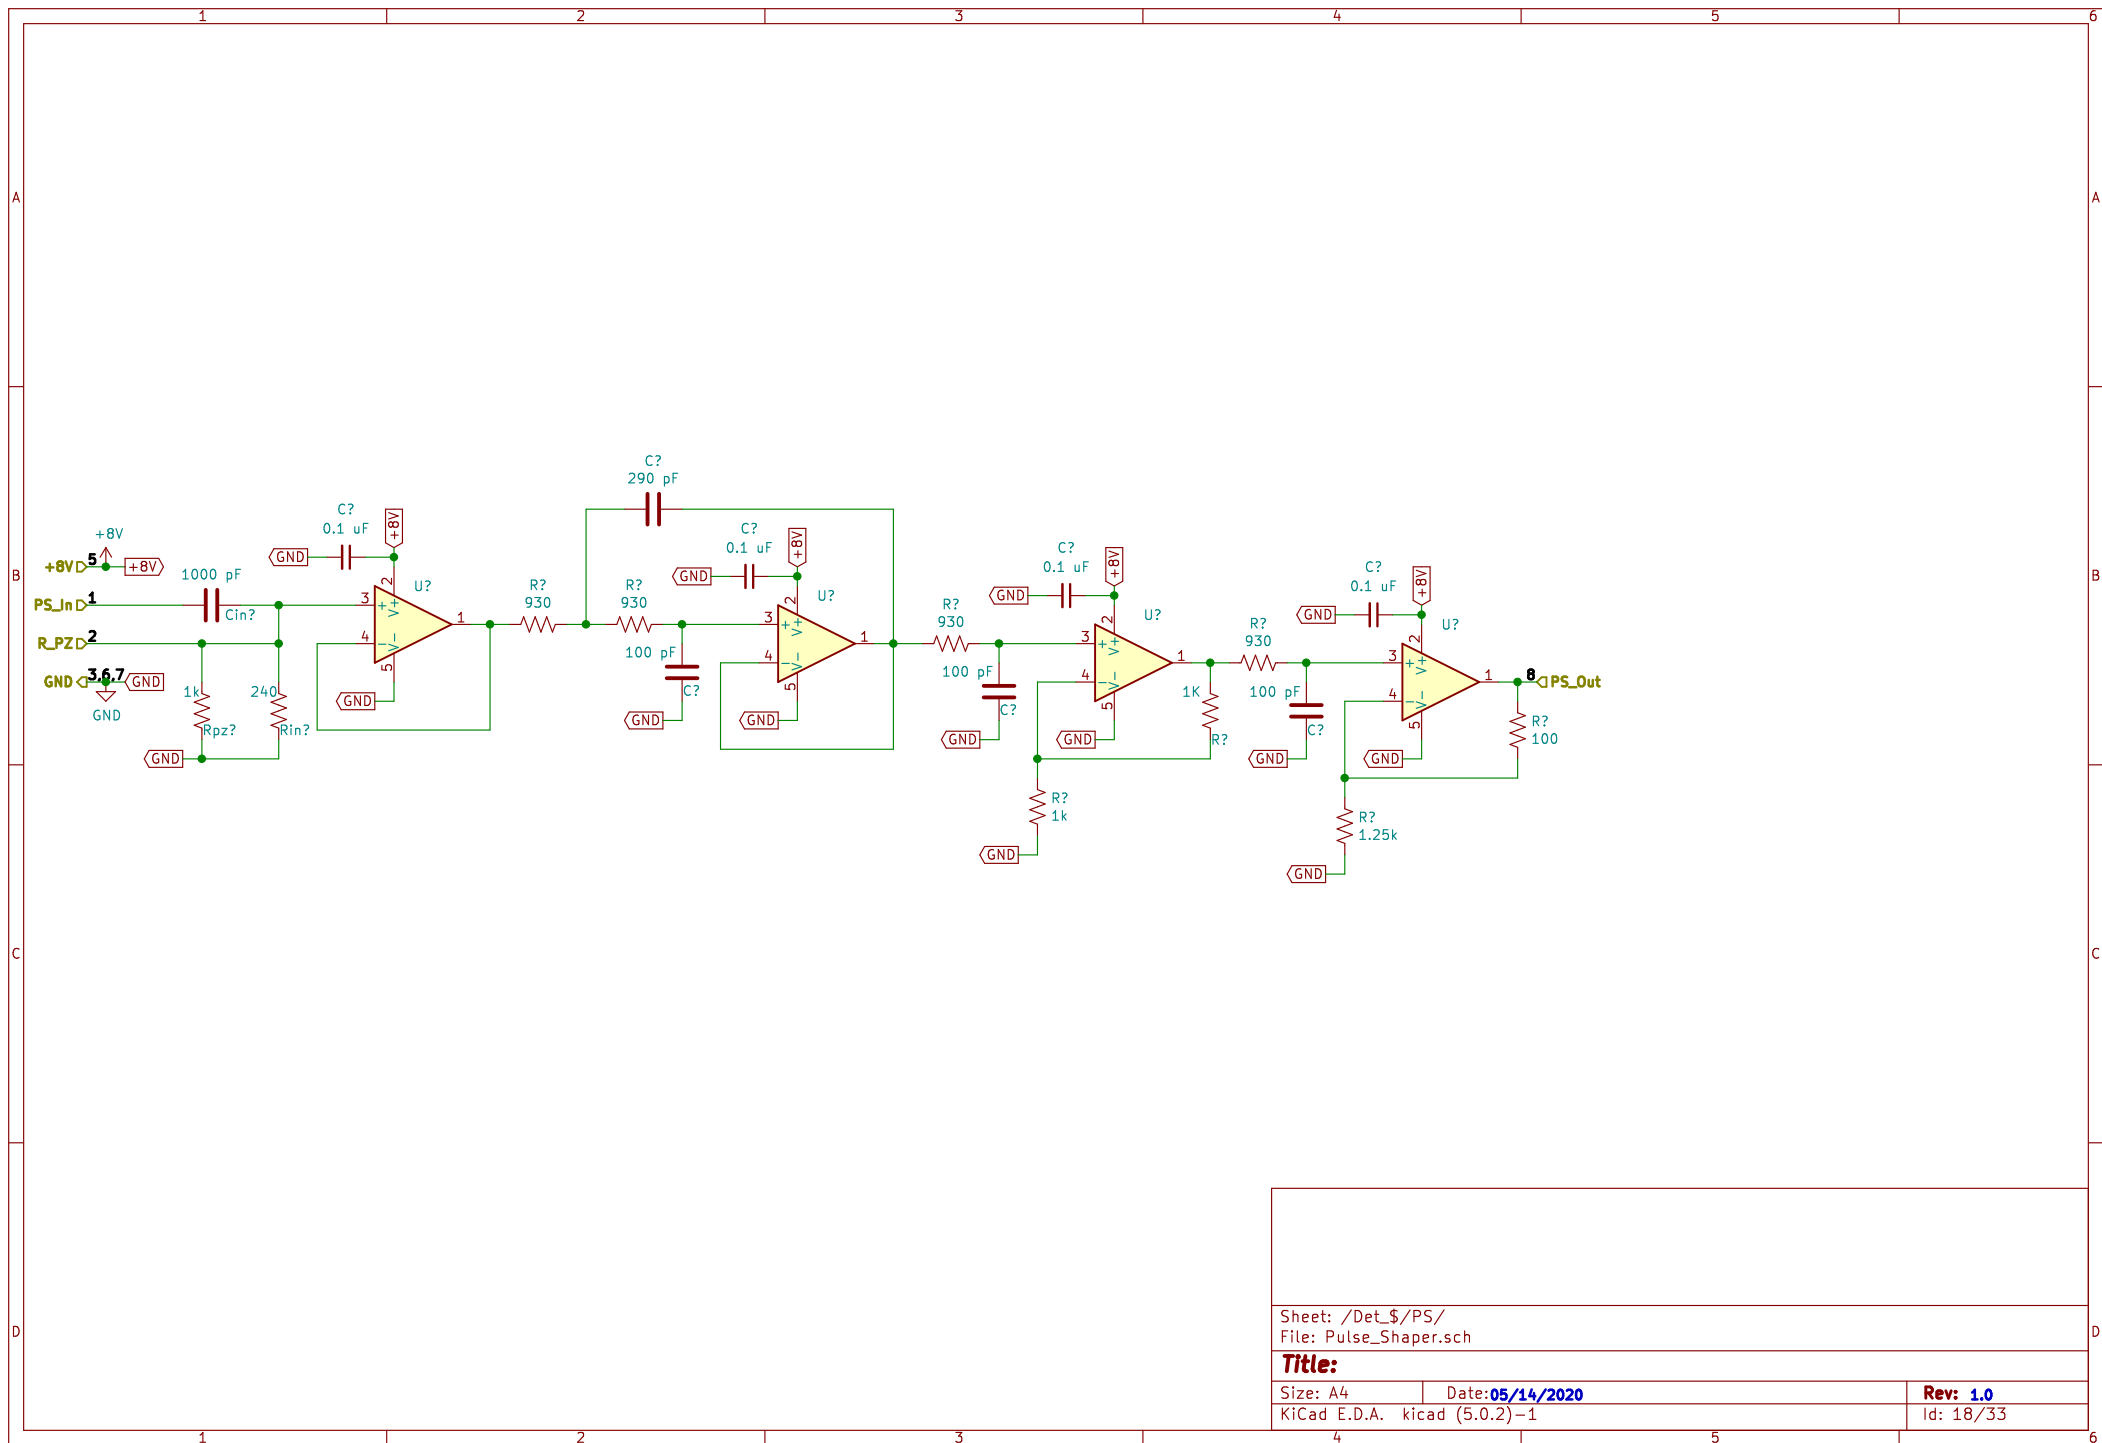 1 2 3 4 5 6
A A
C?
290 pF
C?
0.1 uF
+8V
C?
0.1 uF
+8V
+8V
+8V 5 +8V
GND 2
U?
C?
0.1 uF
+8V
GND 2
U?
C?
0.1 uF
+8V
B B
1000 pF
PS_In 1
Cin?
3 + V+
4 - V-
5
1
R?
930
R?
930
3 + V+
4 - V-
5
1
GND 2
U?
R?
930
GND 2
U?
R_PZ 2
100 pF
C?
3 + V+
4 - V-
5
1
R?
930
3 + V+
4 - V-
5
1
8 PS_Out
GND 3,6,7 GND
GND
1k
Rpz?
240
Rin?
GND
GND
GND
100 pF
C?
GND
GND
1K
R?
100 pF
C?
GND
GND
R?
100
GND
R?
1k
GND
R?
1.25k
GND
C C
D D
Sheet: /Det_$/PS/
File: Pulse_Shaper.sch
Title:
Size: A4 Date:05/14/2020 Rev: 1.0
KiCad E.D.A. kicad (5.0.2)-1 Id: 18/33
1 2 3 4 5 6